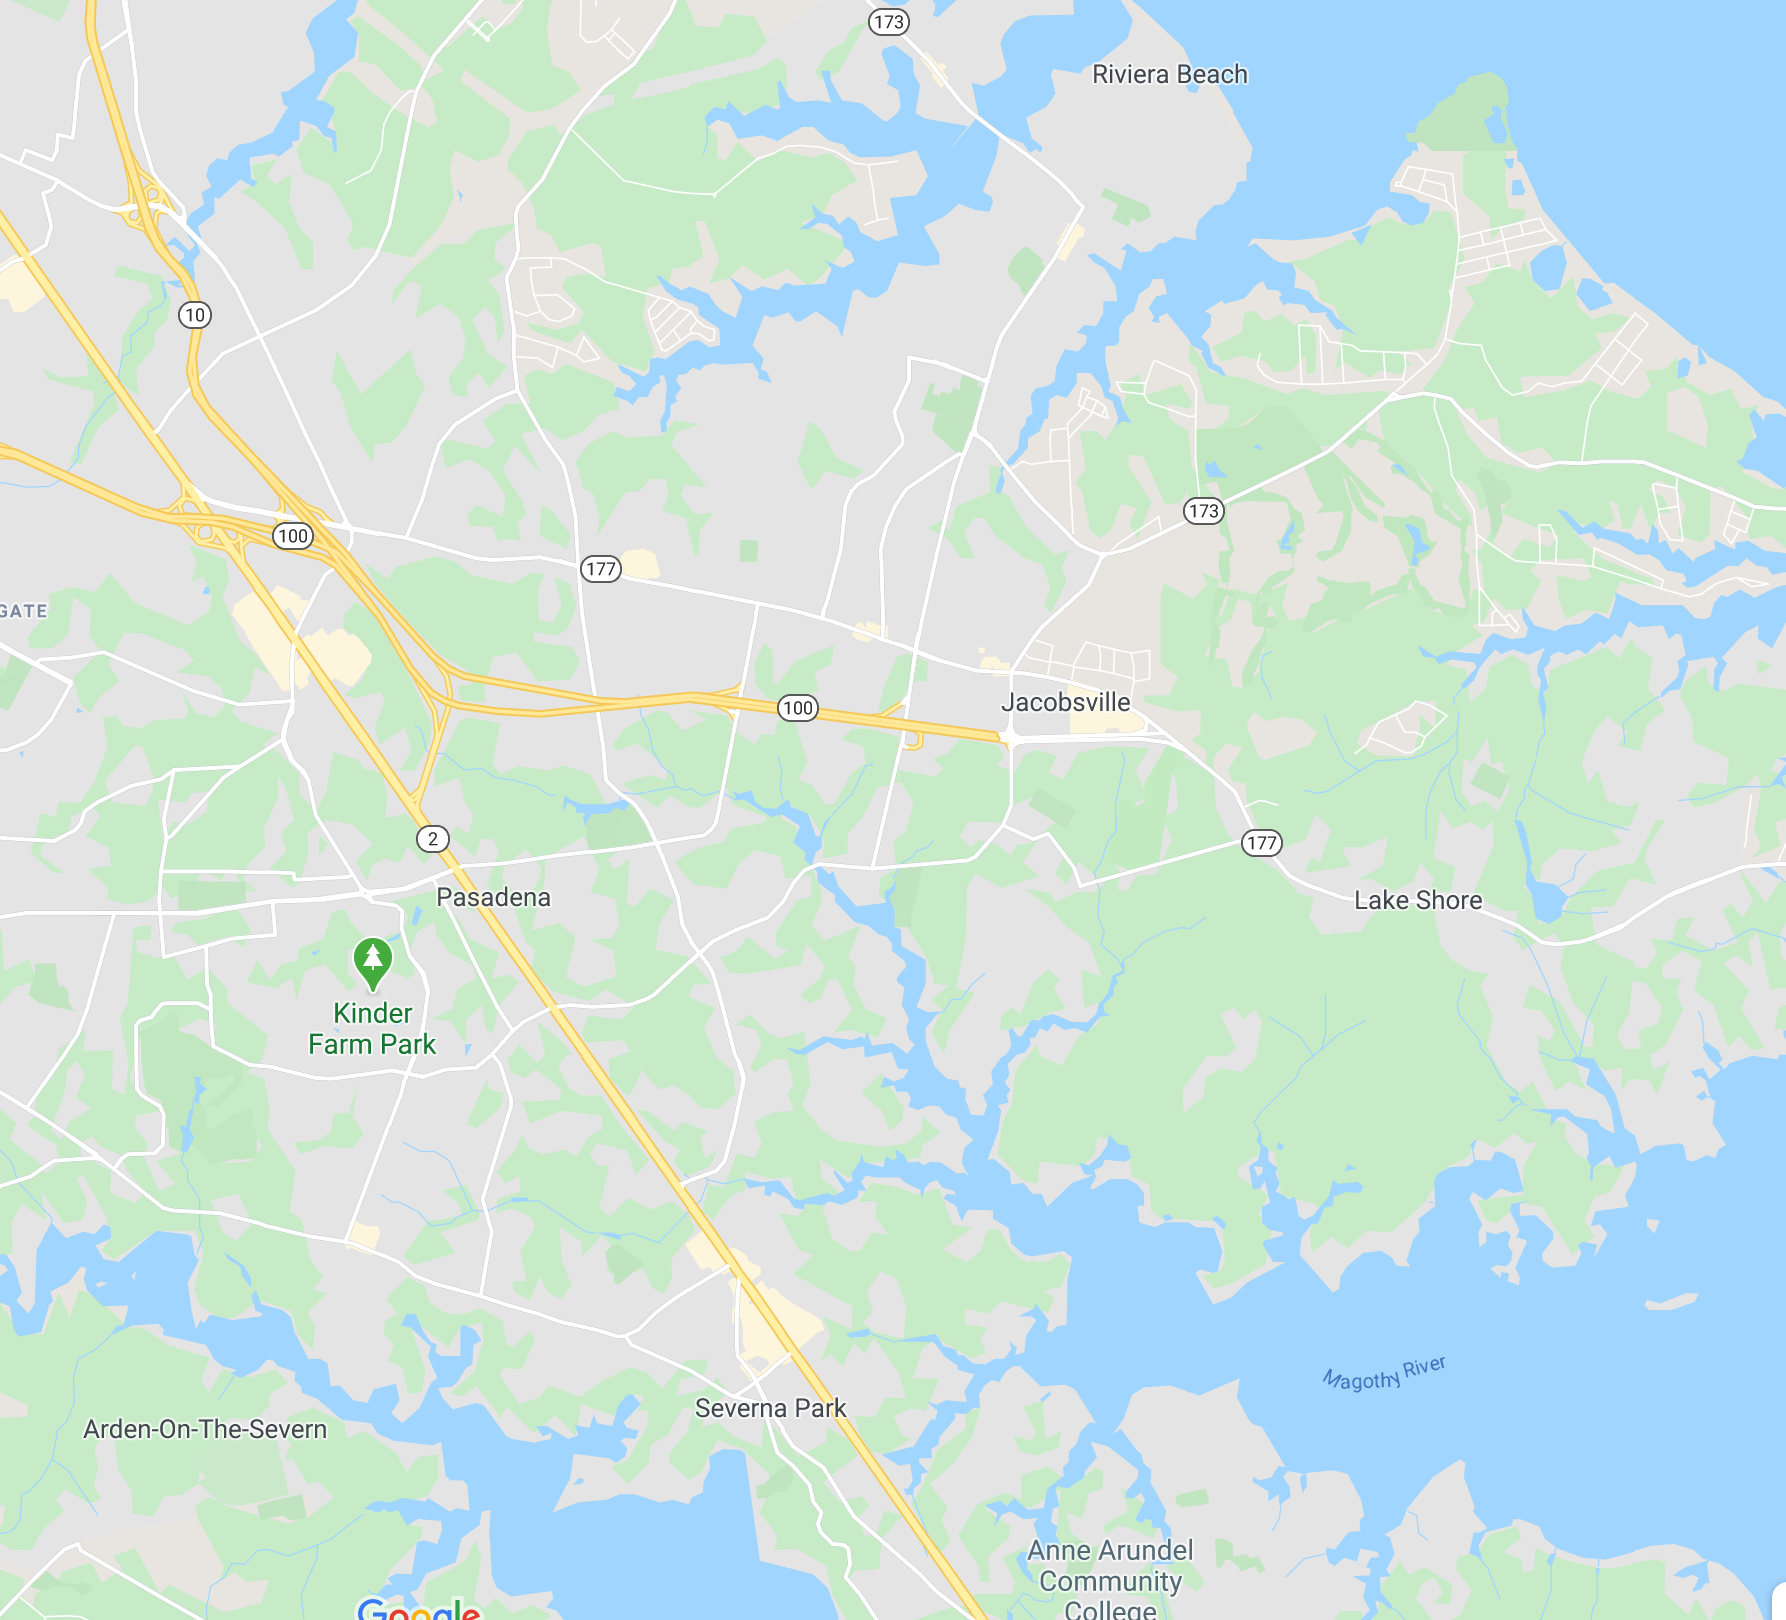 173
Riviera Beach
10
173
100
177
GATE
Jacobsville
100
2
177
Pasadena
Lake Shore
Kinder
Farm Park
Magothy River
Severna Park
Arden-On-The-Severn
Anne Arundel
Community
College
Google